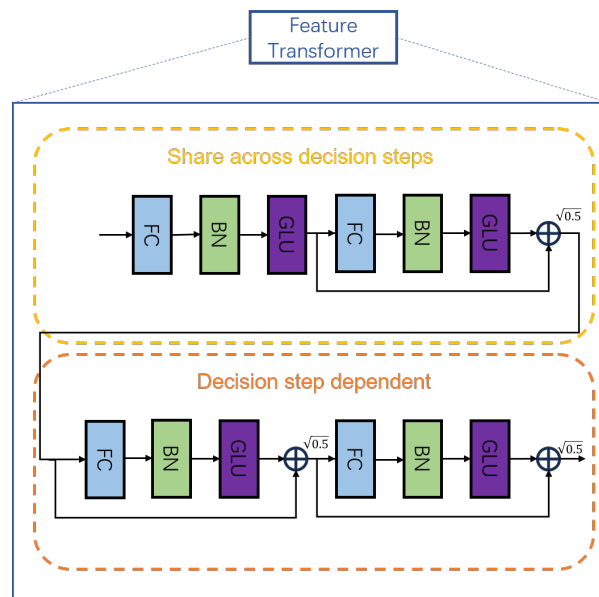 Feature
Transformer
Share across decision steps
FC
BN
GLU
FC
BN
GLU
√0.5
Decision step dependent
FC
BN
GLU
√0.5
FC
BN
GLU
√0.5